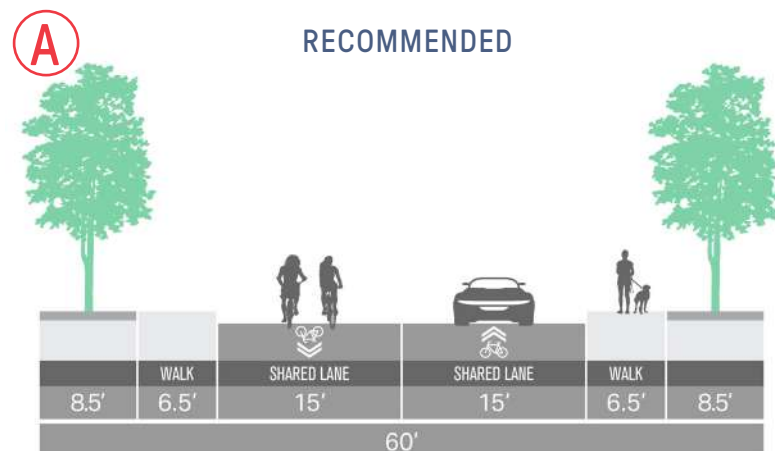 A
RECOMMENDED
WALK SHARED LANE SHARED LANE WALK
8.5' 6.5' 15' 15' 6.5' 8.5'
60'